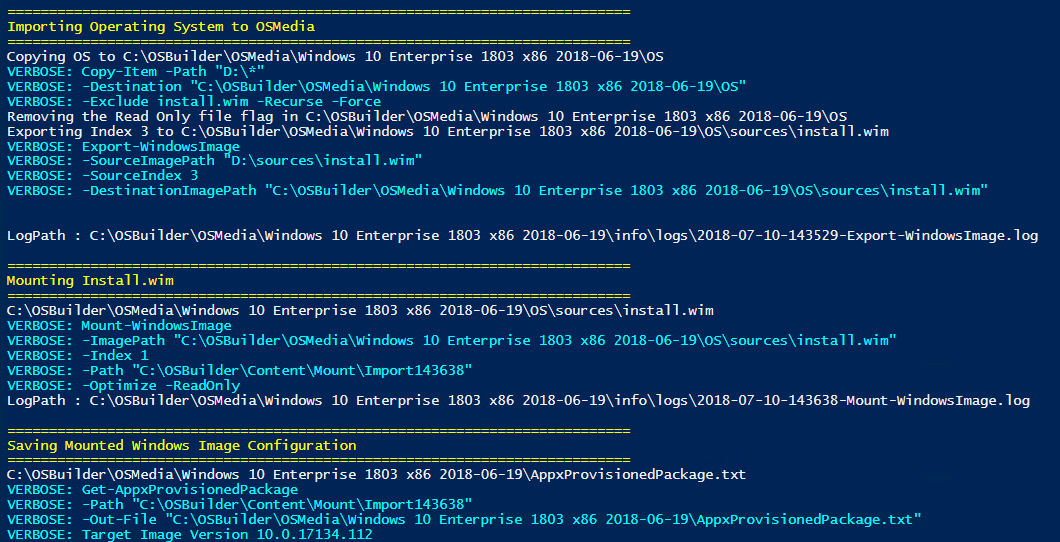 ===========================================================================
Importing Operating System to OSMedia
===========================================================================
Copying OS to C:\OSBuilder\OSMedia\Windows 10 Enterprise 1803 x86 2018-06-19\OS
VERBOSE: Copy-Item -Path "D:\*"
VERBOSE: -Destination "C:\OSBuilder\OSMedia\Windows 10 Enterprise 1803 x86 2018-06-19\OS"
VERBOSE: -Exclude install.wim -Recurse -Force
Removing the Read Only file flag in C:\OSBuilder\OSMedia\Windows 10 Enterprise 1803 x86 2018-06-19\OS
Exporting Index 3 to C:\OSBuilder\OSMedia\Windows 10 Enterprise 1803 x86 2018-06-19\OS\sources\install.wim
VERBOSE: Export-WindowsImage
VERBOSE: -SourceImagePath "D:\sources\install.wim"
VERBOSE: -SourceIndex 3
VERBOSE: -DestinationImagePath "C:\OSBuilder\OSMedia\Windows 10 Enterprise 1803 x86 2018-06-19\OS\sources\install.wim"
LogPath : C:\OSBuilder\OSMedia\Windows 10 Enterprise 1803 x86 2018-06-19\info\logs\2018-07-10-143529-Export-WindowsImage.log
===========================================================================
Mounting Install.wim
===========================================================================
C:\OSBuilder\OSMedia\Windows 10 Enterprise 1803 x86 2018-06-19\OS\sources\install.wim
VERBOSE: Mount-WindowsImage
VERBOSE: -ImagePath "C:\OSBuilder\OSMedia\Windows 10 Enterprise 1803 x86 2018-06-19\OS\sources\install.wim"
VERBOSE: -Index 1
VERBOSE: -Path "C:\OSBuilder\Content\Mount\Import143638"
VERBOSE: -Optimize -ReadOnly
LogPath : C:\OSBuilder\OSMedia\Windows 10 Enterprise 1803 x86 2018-06-19\info\logs\2018-07-10-143638-Mount-WindowsImage.log
===========================================================================
Saving Mounted Windows Image Configuration
===========================================================================
C:\OSBuilder\OSMedia\Windows 10 Enterprise 1803 x86 2018-06-19\AppxProvisionedPackage.txt
VERBOSE: Get-AppxProvisionedPackage
VERBOSE: -Path "C:\OSBuilder\Content\Mount\Import143638"
VERBOSE: -Out-File "C:\OSBuilder\OSMedia\Windows 10 Enterprise 1803 x86 2018-06-19\AppxProvisionedPackage.txt"
VERBOSE: Target Image Version 10.0.17134.112